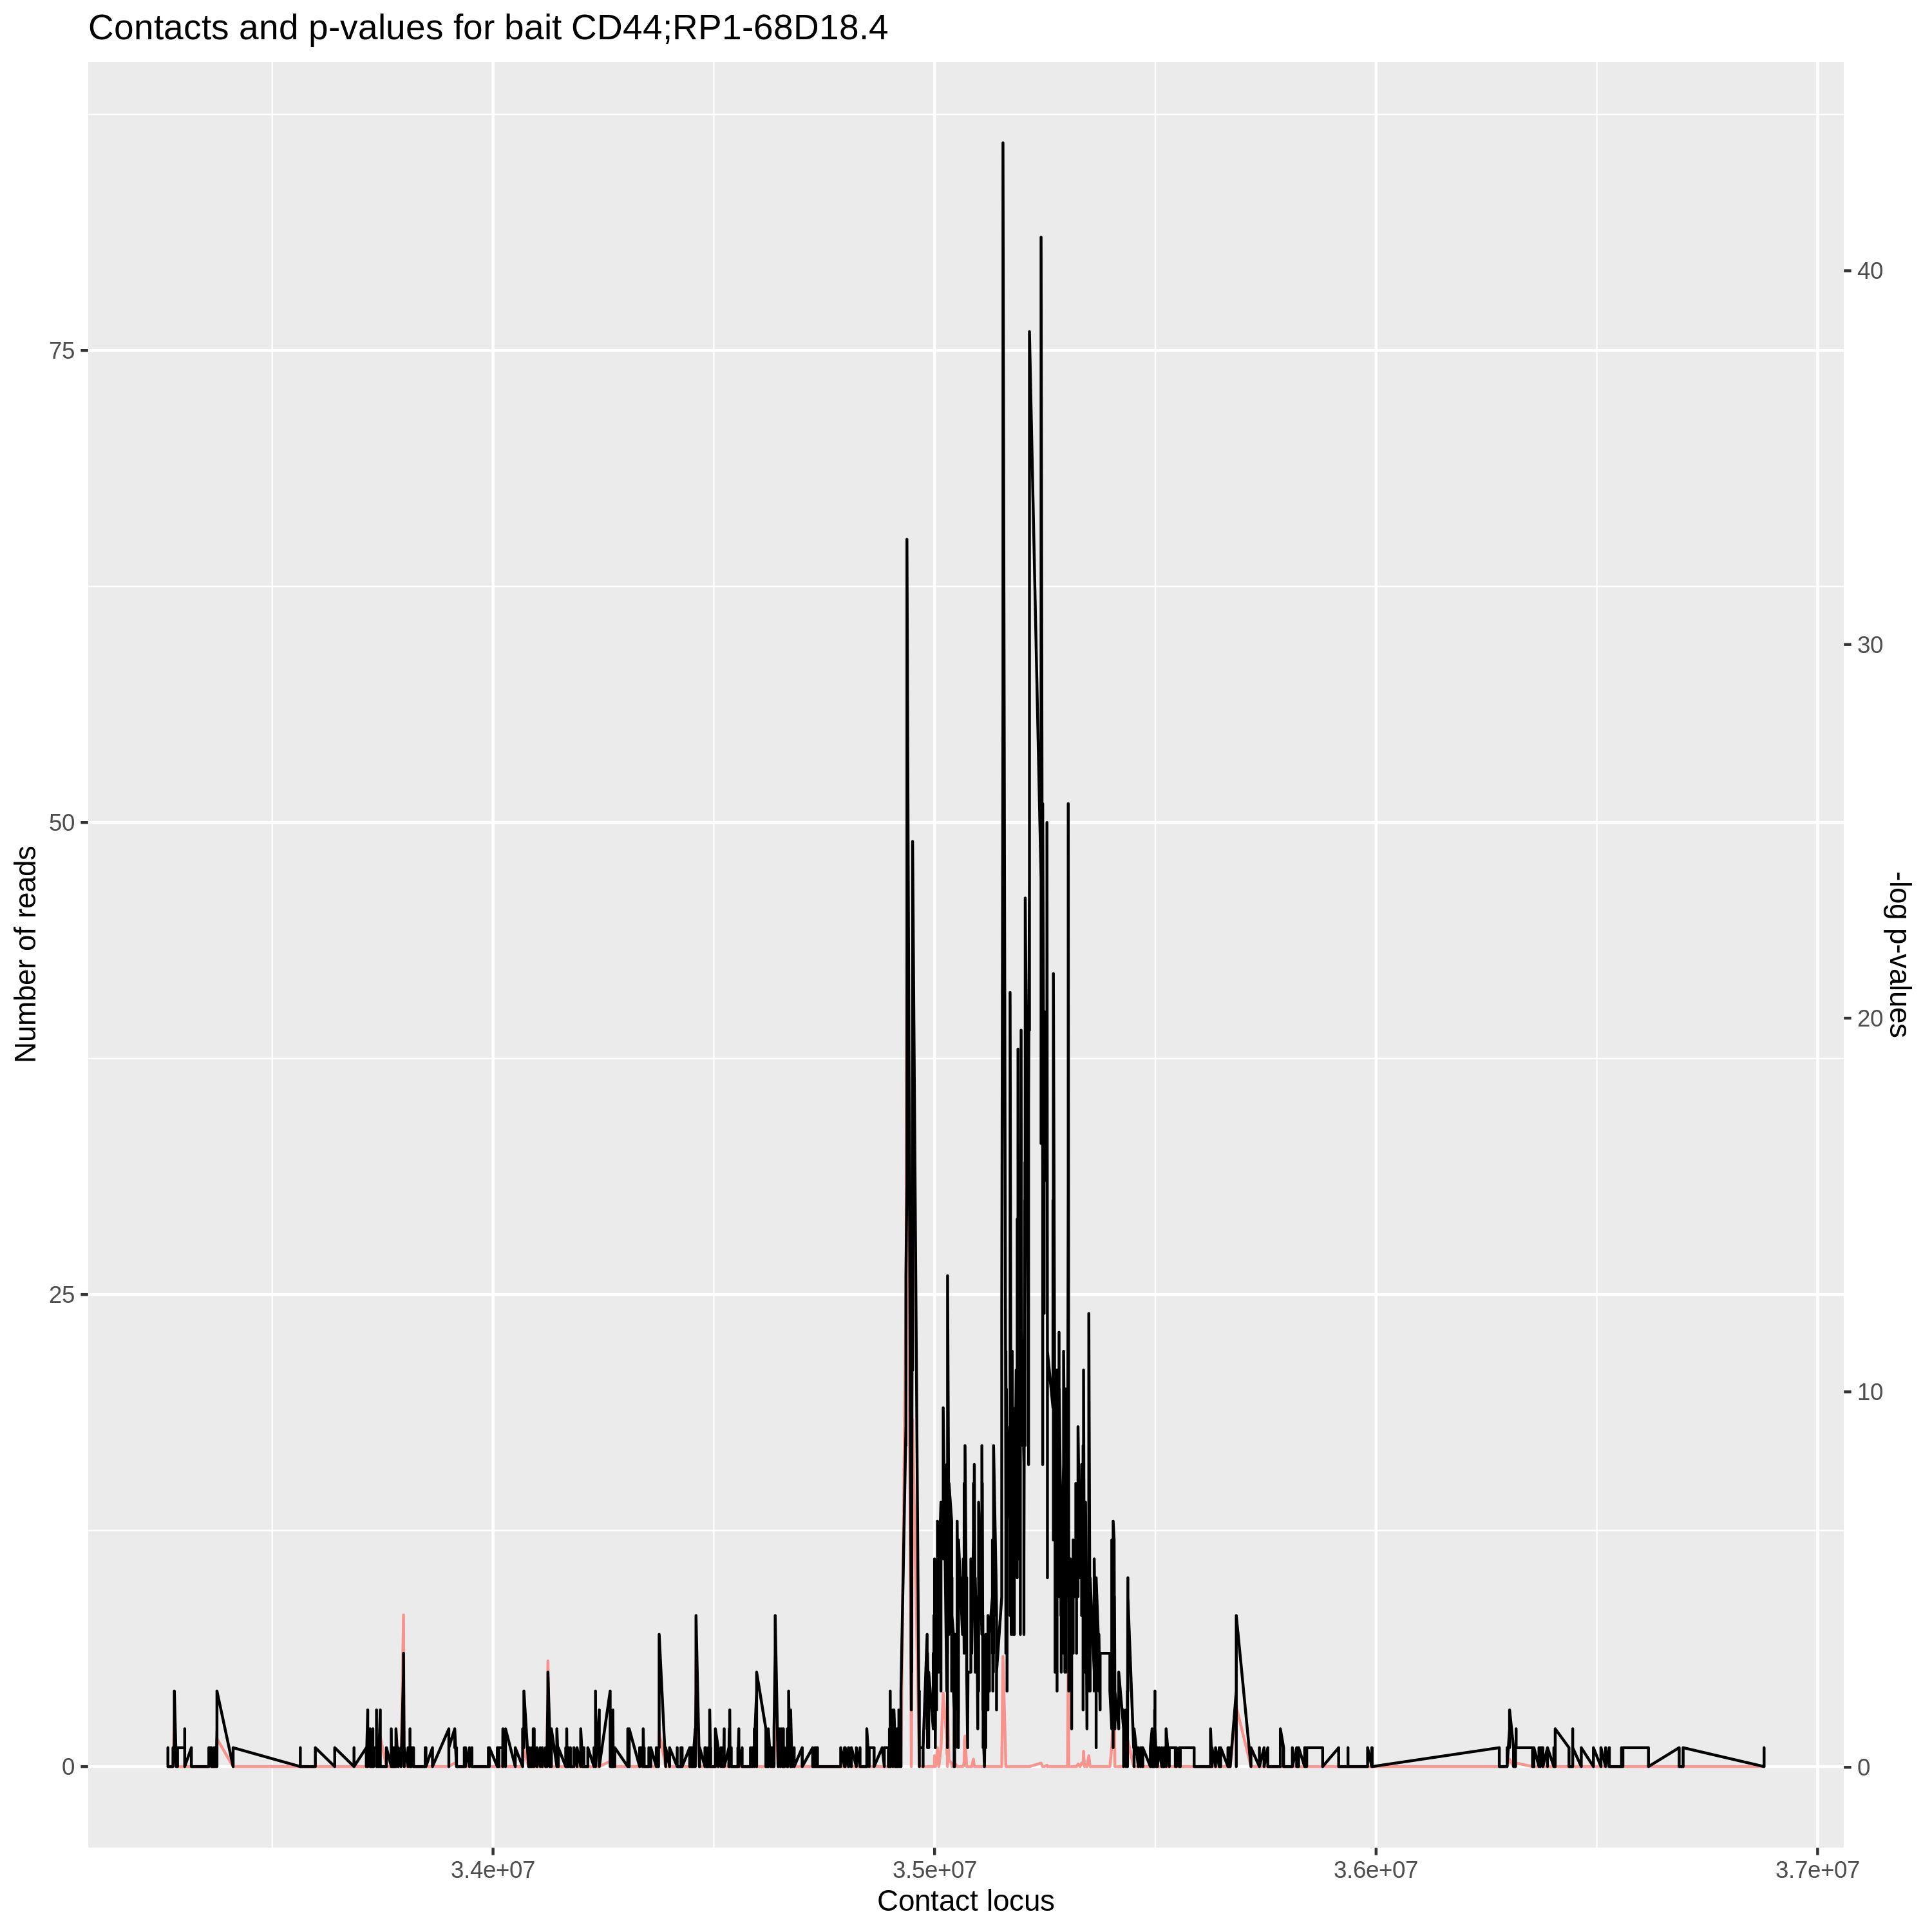 Contacts and p-values for bait CD44;RP1-68D18.4
Number of reads
75
50
25
0
40
30
20
10
0
-log p-values
3.4e+07
3.5e+07
3.6e+07
3.7e+07
Contact locus